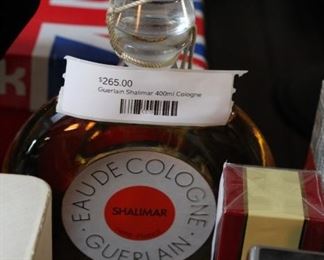 $265.00
Guerlain Shalimar 400ml Cologne
EAU DE COLOGNE
SHALIMAR
GUERLAIN